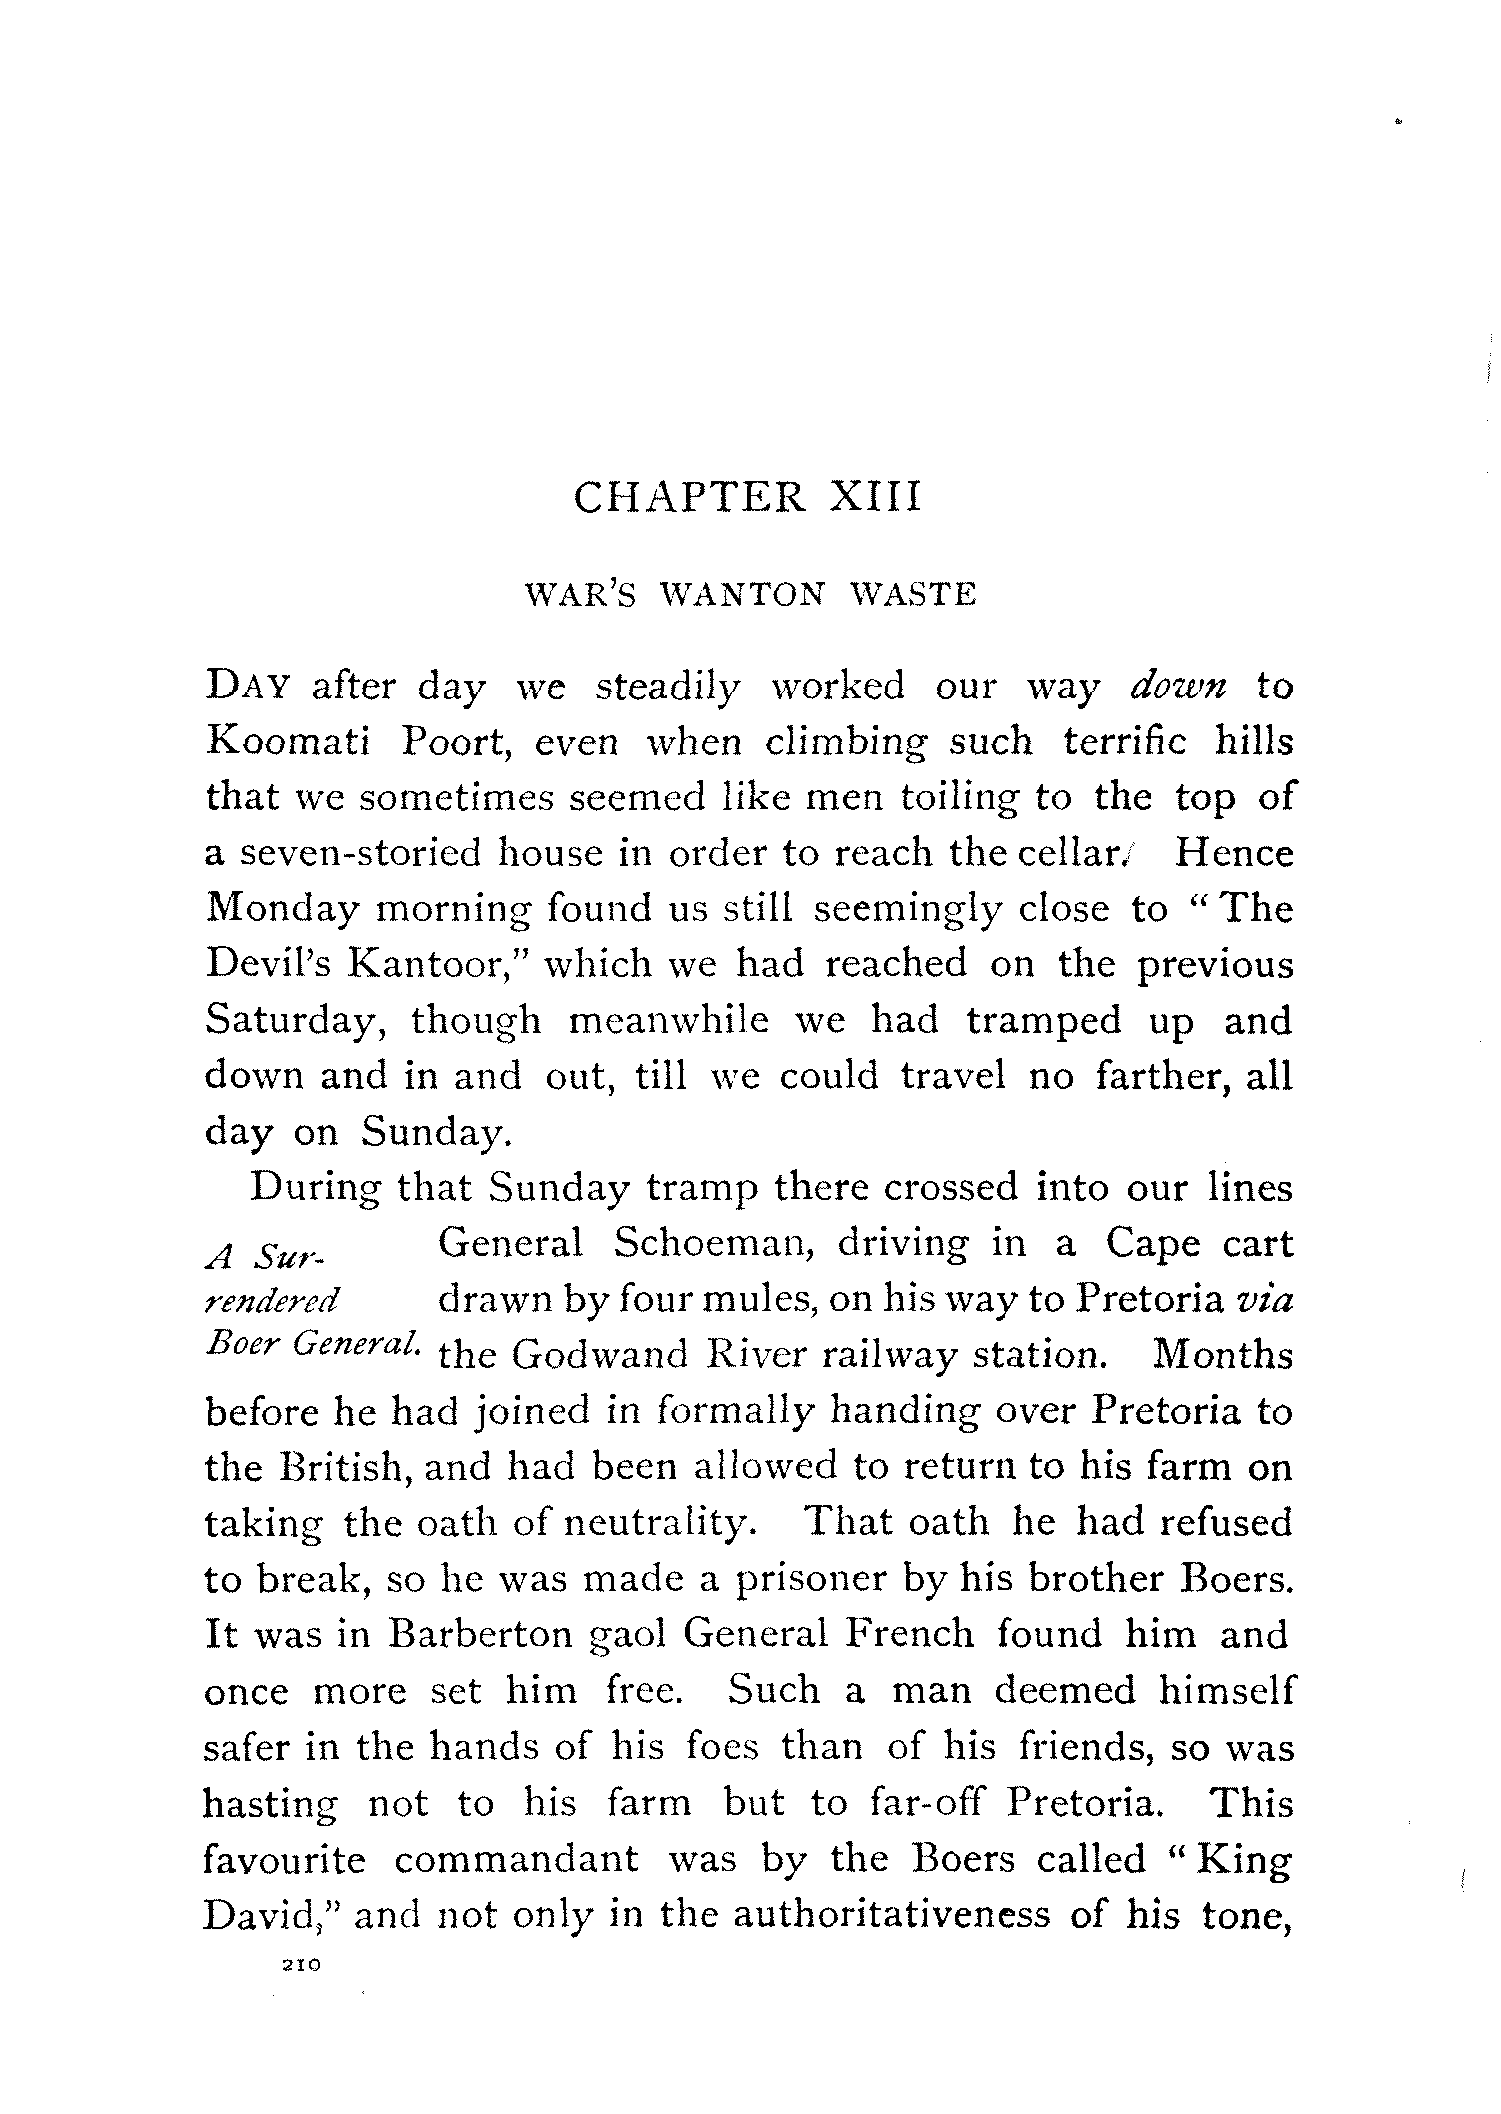 CHAPTER XIII
WAR'S WANTON WASTE
DAY after day we steadily worked our way down to
Koomati Poort, even when climbing such terrific hills
that we sometimes seemed like men toiling to the top of
a seven-storied house in order to reach the cellar. Hence
Monday morning found us still seemingly close to "The
Devil's Kantoor," which we had reached on the previous
Saturday, though meanwhile we had tramped up and
down and in and out, till we could travel no farther, all
day on Sunday.
During that Sunday tramp there crossed into our lines
A Sur-
rendered
Boer General.
General Schoeman, driving in a Cape cart
drawn by four mules, on his way to Pretoria via
the Godwand River railway station. Months
before he had joined in formally handing over Pretoria to
the British, and had been allowed to return to his farm on
taking the oath of neutrality. That oath he had refused
to break, so he was made a prisoner by his brother Boers.
It was in Barberton gaol General French found him and
once more set him free. Such a man deemed himself
safer in the hands of his foes than of his friends, so was
hasting not to his farm but to far-off Pretoria. This
favourite commandant was by the Boers called "King
David," and not only in the authoritativeness of his tone,
210